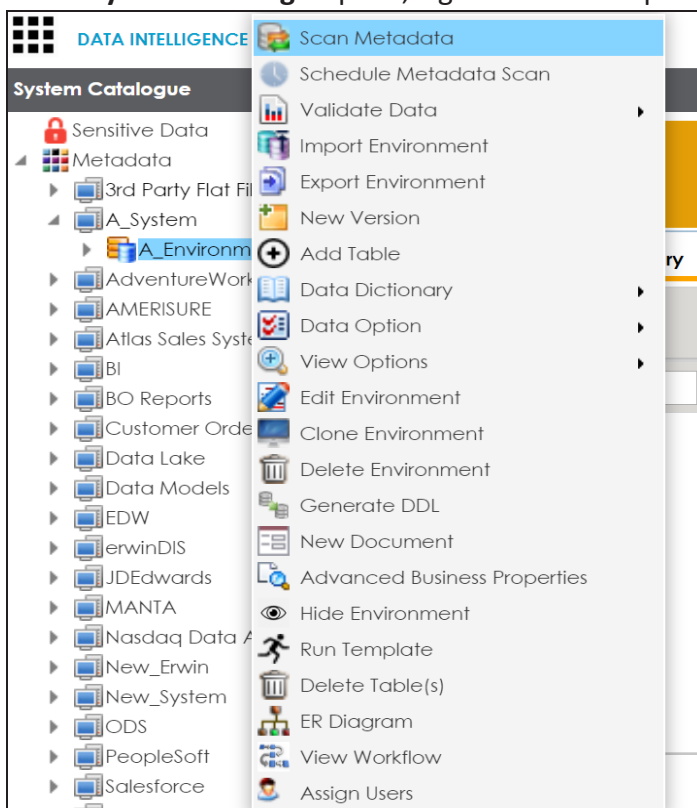 DATA INTELLIGENCE
System Catalogue
Sensitive Data
Metadata
3rd Party Flat Fil
A_System
A_Environm
AdventureWork
AMERISURE
Atlas Sales Syste
BI
BO Reports
Customer Orde
Data Lake
Data Models
EDW
erwinDIS
JDEdwards
MANTA
Nasdaq Data A
New_Erwin
New_System
ODS
PeopleSoft
Salesforce
Scan Metadata
Schedule Metadata Scan
Validate Data
Import Environment
Export Environment
New Version
Add Table
Data Dictionary
Data Option
View Options
Edit Environment
Clone Environment
Delete Environment
Generate DDL
New Document
Advanced Business Properties
Hide Environment
Run Template
Delete Table(s)
ER Diagram
View Workflow
Assign Users
ry